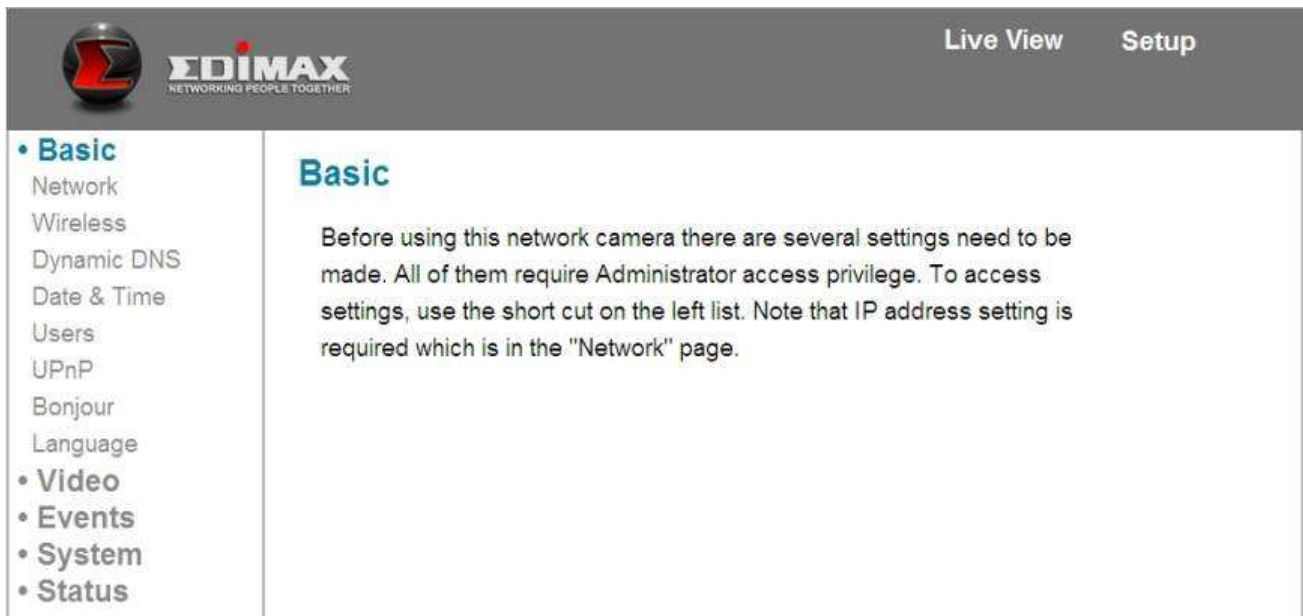 ΣDIMAX
NETWORKING PEOPLE TOGETHER
Live View Setup
• Basic
Network
Wireless
Dynamic DNS
Date & Time
Users
UPnP
Bonjour
Language
• Video
• Events
• System
• Status
Basic
Before using this network camera there are several settings need to be
made. All of them require Administrator access privilege. To access
settings, use the short cut on the left list. Note that IP address setting is
required which is in the "Network" page.